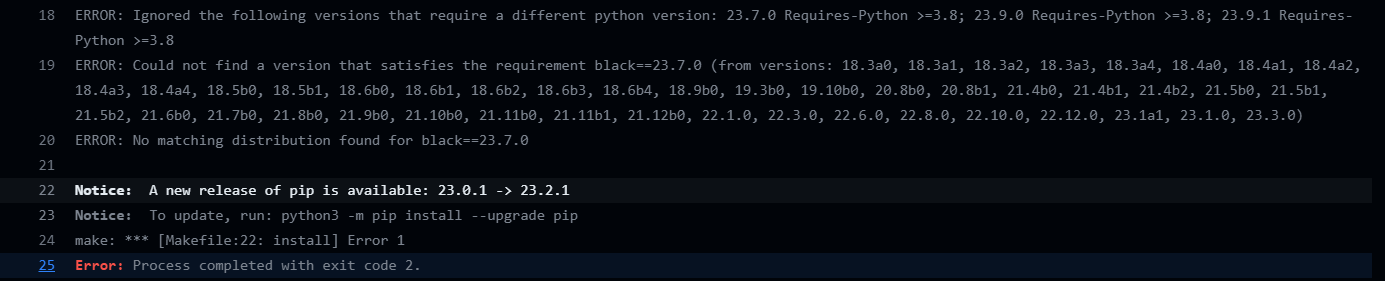 18 ERROR: Ignored the following versions that require a different python version: 23.7.0 Requires-Python >=3.8; 23.9.0 Requires-Python >=3.8; 23.9.1 Requires-
Python >=3.8
19 ERROR: Could not find a version that satisfies the requirement black==23.7.0 (from versions: 18.3a0, 18.3a1, 18.3a2, 18.3a3, 18.3a4, 18.4a0, 18.4a1, 18.4a2,
18.4a3, 18.4a4, 18.5b0, 18.5b1, 18.6b0, 18.6b1, 18.6b2, 18.6b3, 18.6b4, 18.9b0, 19.3b0, 19.10b0, 20.8b0, 20.8b1, 21.4b0, 21.4b1, 21.4b2, 21.5b0, 21.5b1,
21.5b2, 21.6b0, 21.7b0, 21.8b0, 21.9b0, 21.10b0, 21.11b0, 21.11b1, 21.12b0, 22.1.0, 22.3.0, 22.6.0, 22.8.0, 22.10.0, 22.12.0, 23.1a1, 23.1.0, 23.3.0)
20 ERROR: No matching distribution found for black==23.7.0
21
22 Notice: A new release of pip is available: 23.0.1 -> 23.2.1
23 Notice: To update, run: python3 -m pip install --upgrade pip
24 make: *** [Makefile:22: install] Error 1
25 Error: Process completed with exit code 2.